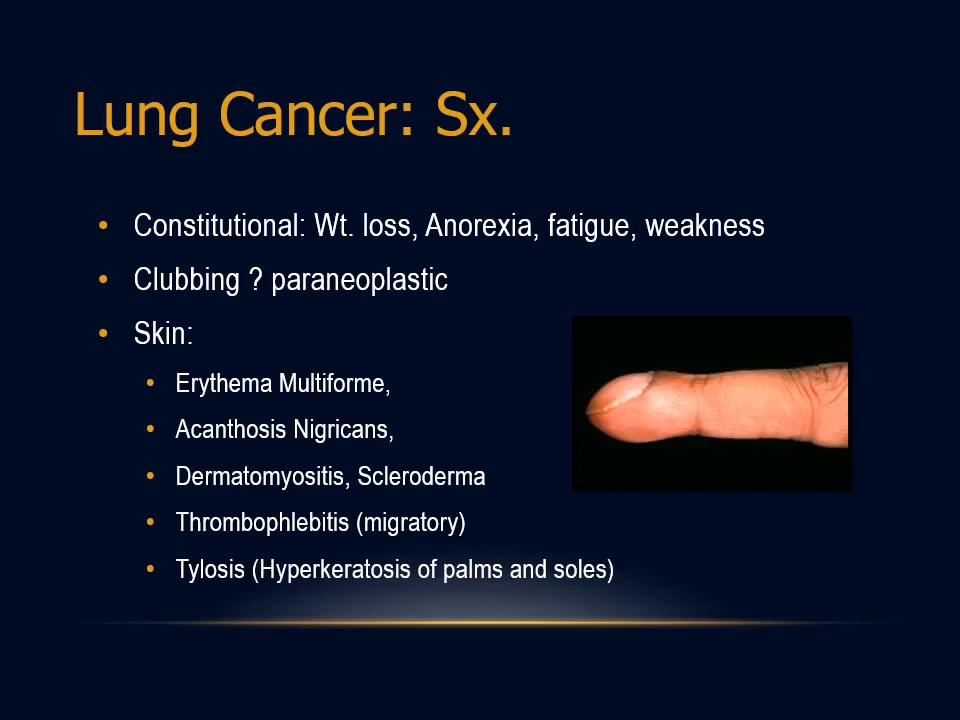 Lung Cancer: Sx.
• Constitutional: Wt. loss, Anorexia, fatigue, weakness
• Clubbing ? paraneoplastic
• Skin:
• Erythema Multiforme,
• Acanthosis Nigricans,
• Dermatomyositis, Scleroderma
• Thrombophlebitis (migratory)
• Tylosis (Hyperkeratosis of palms and soles)